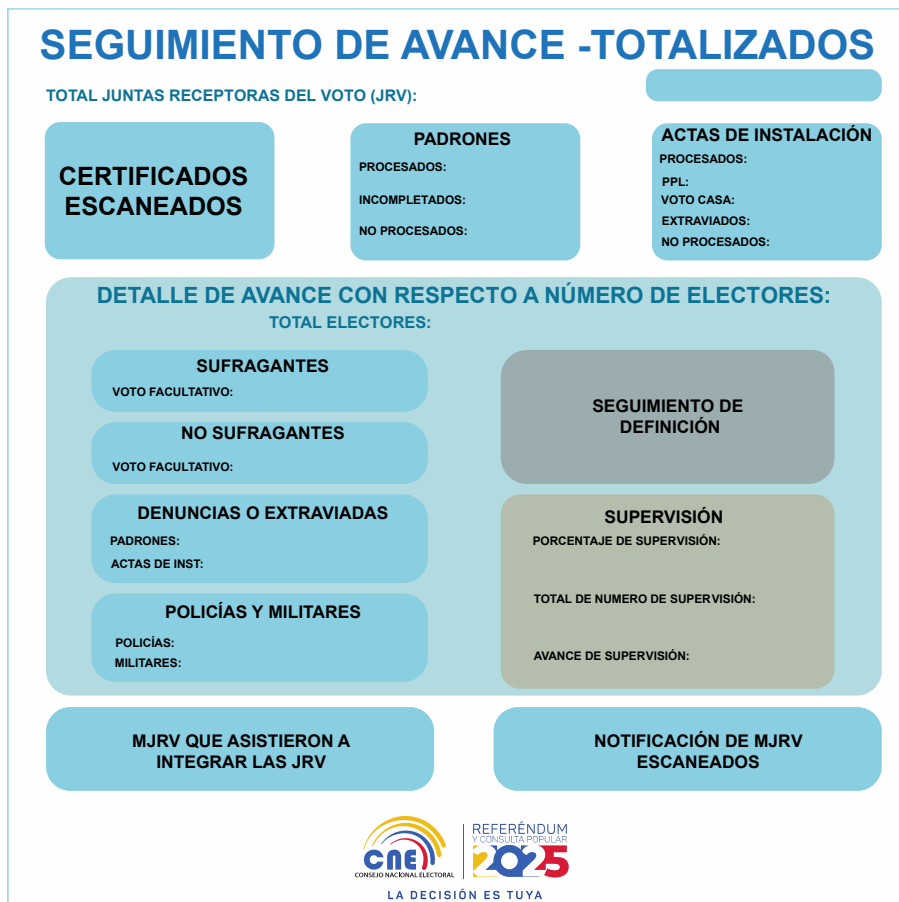 SEGUIMIENTO DE AVANCE -TOTALIZADOS
TOTAL JUNTAS RECEPTORAS DEL VOTO (JRV):
CERTIFICADOS
ESCANEADOS
PADRONES
PROCESADOS:
INCOMPLETADOS:
NO PROCESADOS:
ACTAS DE INSTALACIÓN
PROCESADOS:
PPL:
VOTO CASA:
EXTRAVIADOS:
NO PROCESADOS:
DETALLE DE AVANCE CON RESPECTO A NÚMERO DE ELECTORES:
TOTAL ELECTORES:
SUFRAGANTES
VOTO FACULTATIVO:
NO SUFRAGANTES
VOTO FACULTATIVO:
DENUNCIAS O EXTRAVIADAS
PADRONES:
ACTAS DE INST:
POLICÍAS Y MILITARES
POLICÍAS:
MILITARES:
SEGUIMIENTO DE
DEFINICIÓN
SUPERVISIÓN
PORCENTAJE DE SUPERVISIÓN:
TOTAL DE NUMERO DE SUPERVISIÓN:
AVANCE DE SUPERVISIÓN:
MJRV QUE ASISTIERON A
INTEGRAR LAS JRV
NOTIFICACIÓN DE MJRV
ESCANEADOS
CNE
CONSEJO NACIONAL ELECTORAL
REFERÉNDUM
Y CONSULTA POPULAR
2025
LA DECISIÓN ES TUYA